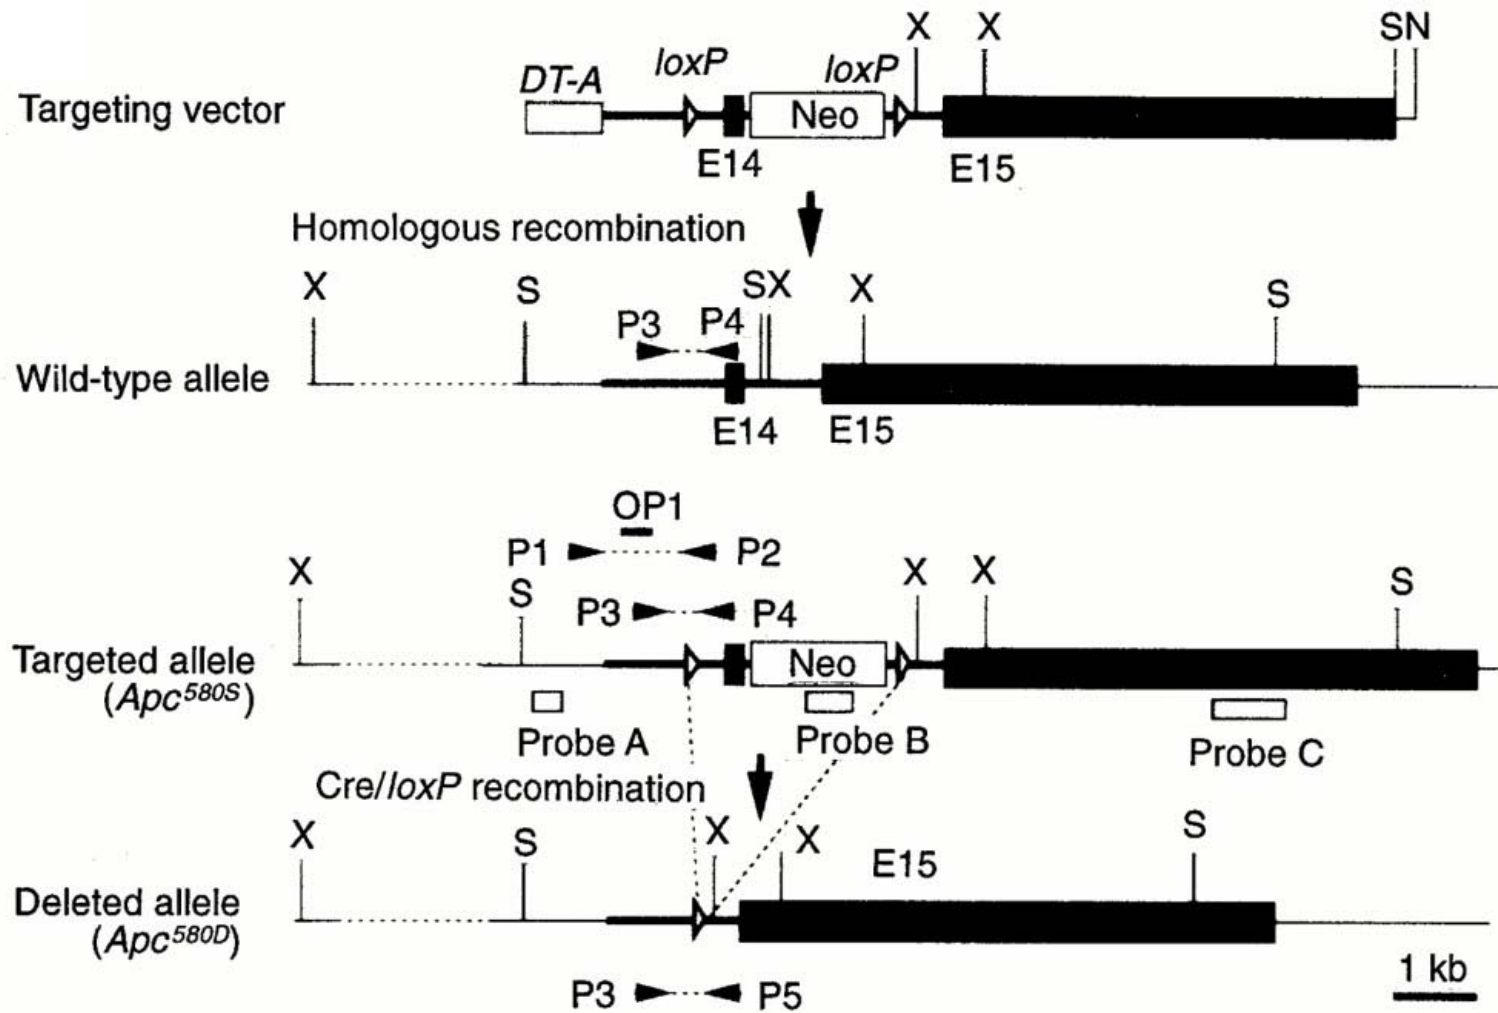 X X SN
DT-A loxP loxP
Targeting vector Neo
E14 E15
Homologous recombination
X S SX X S
P3 P4
Wild-type allele
E14 E15
OP1
P1 P2
X S X X S
P3 P4
Targeted allele Neo
(Apc580S)
Probe A Probe B Probe C
Cre/loxP recombination
X S X X E15 S
Deleted allele
(Apc580D)
1 kb
P3 P5